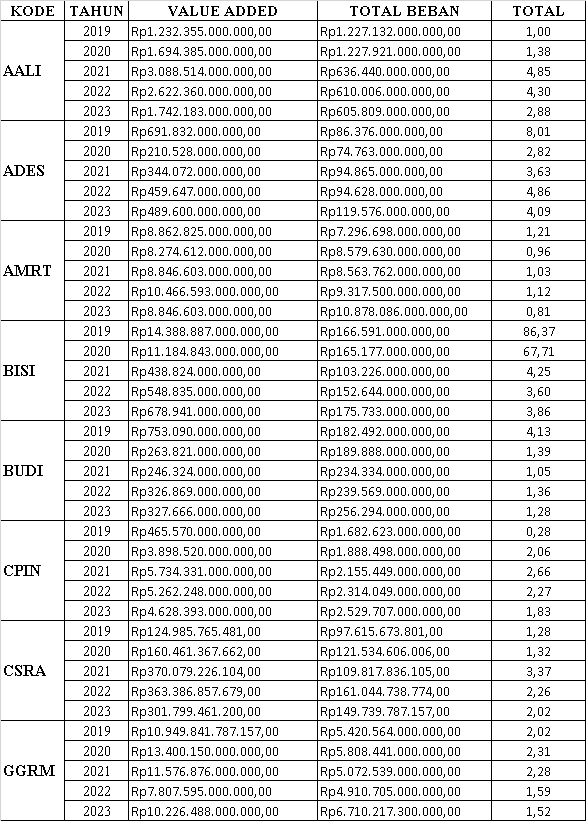 KODE TAHUN VALUE ADDED TOTAL BEBAN TOTAL
AALI 2019 Rp1.232.355.000.000,00 Rp1.227.132.000.000,00 1,00
2020 Rp1.694.385.000.000,00 Rp1.227.921.000.000,00 1,38
2021 Rp3.088.514.000.000,00 Rp636.440.000.000,00 4,85
2022 Rp2.622.360.000.000,00 Rp610.006.000.000,00 4,30
2023 Rp1.742.183.000.000,00 Rp605.809.000.000,00 2,88
ADES 2019 Rp691.832.000.000,00 Rp86.376.000.000,00 8,01
2020 Rp210.528.000.000,00 Rp74.763.000.000,00 2,82
2021 Rp344.072.000.000,00 Rp94.865.000.000,00 3,63
2022 Rp459.647.000.000,00 Rp94.628.000.000,00 4,86
2023 Rp489.600.000.000,00 Rp119.576.000.000,00 4,09
AMRT 2019 Rp8.862.825.000.000,00 Rp7.296.698.000.000,00 1,21
2020 Rp8.274.612.000.000,00 Rp8.579.630.000.000,00 0,96
2021 Rp8.846.603.000.000,00 Rp8.563.762.000.000,00 1,03
2022 Rp10.466.593.000.000,00 Rp9.317.500.000.000,00 1,12
2023 Rp8.846.603.000.000,00 Rp10.878.086.000.000,00 0,81
BISI 2019 Rp14.388.887.000.000,00 Rp166.591.000.000,00 86,37
2020 Rp11.184.843.000.000,00 Rp165.177.000.000,00 67,71
2021 Rp438.824.000.000,00 Rp103.226.000.000,00 4,25
2022 Rp548.835.000.000,00 Rp152.644.000.000,00 3,60
2023 Rp678.941.000.000,00 Rp175.733.000.000,00 3,86
BUDI 2019 Rp753.090.000.000,00 Rp182.492.000.000,00 4,13
2020 Rp263.821.000.000,00 Rp189.888.000.000,00 1,39
2021 Rp246.324.000.000,00 Rp234.334.000.000,00 1,05
2022 Rp326.869.000.000,00 Rp239.569.000.000,00 1,36
2023 Rp327.666.000.000,00 Rp256.294.000.000,00 1,28
CPIN 2019 Rp465.570.000.000,00 Rp1.682.623.000.000,00 0,28
2020 Rp3.898.520.000.000,00 Rp1.888.498.000.000,00 2,06
2021 Rp5.734.331.000.000,00 Rp2.155.449.000.000,00 2,66
2022 Rp5.262.248.000.000,00 Rp2.314.049.000.000,00 2,27
2023 Rp4.628.393.000.000,00 Rp2.529.707.000.000,00 1,83
CSRA 2019 Rp124.985.765.481,00 Rp97.615.673.801,00 1,28
2020 Rp160.461.367.662,00 Rp121.534.606.006,00 1,32
2021 Rp370.079.226.104,00 Rp109.817.836.105,00 3,37
2022 Rp363.386.857.679,00 Rp161.044.738.774,00 2,26
2023 Rp301.799.461.200,00 Rp149.739.787.157,00 2,02
GGRM 2019 Rp10.949.841.787.157,00 Rp5.420.564.000.000,00 2,02
2020 Rp13.400.150.000.000,00 Rp5.808.441.000.000,00 2,31
2021 Rp11.576.876.000.000,00 Rp5.072.539.000.000,00 2,28
2022 Rp7.807.595.000.000,00 Rp4.910.705.000.000,00 1,59
2023 Rp10.226.488.000.000,00 Rp6.710.217.300.000,00 1,52